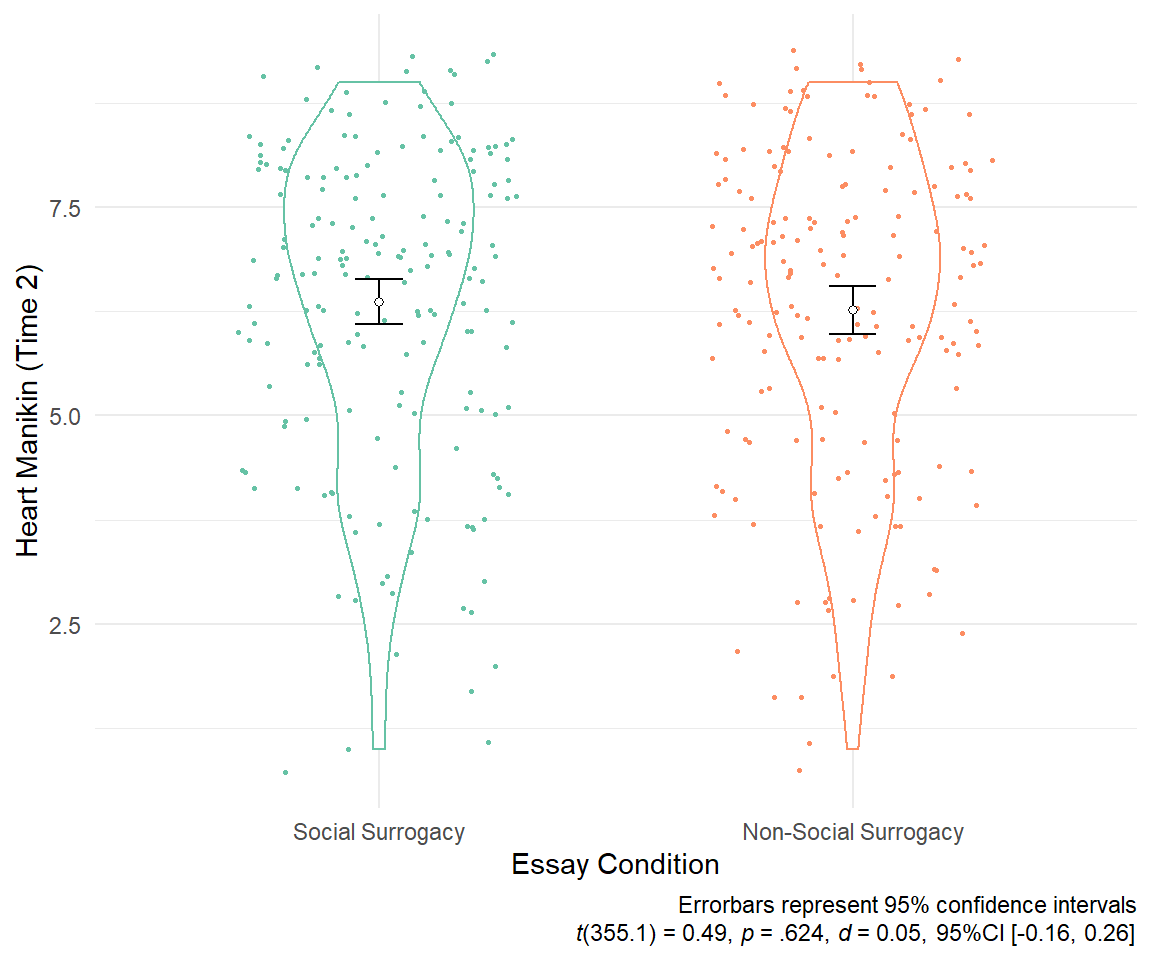 Heart Manikin (Time 2)
7.5
5.0
2.5
Social Surrogacy
Non-Social Surrogacy
Essay Condition
Errorbars represent 95% confidence intervals
t(355.1) = 0.49, p = .624, d = 0.05, 95%CI [-0.16, 0.26]